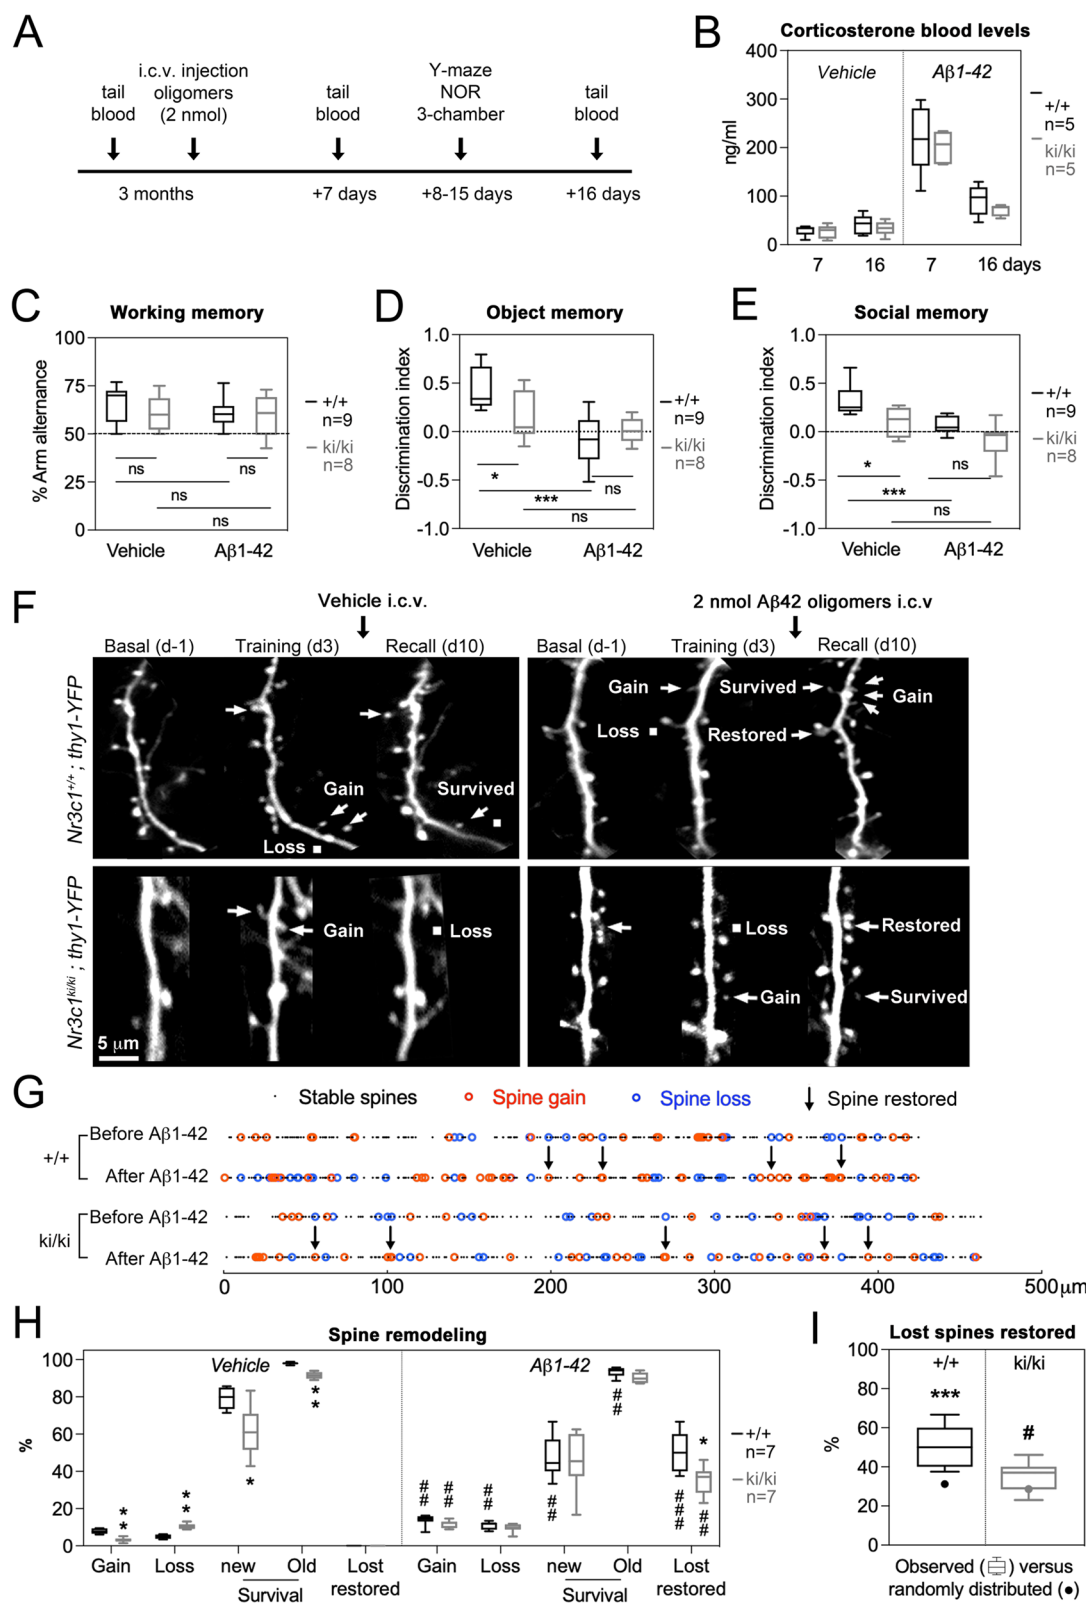 A
tail
blood
i.c.v. injection
oligomers
(2 nmol)
tail
blood
Y-maze
NOR
3-chamber
tail
blood
3 months
+7 days
+8-15 days
+16 days
B
Corticosterone blood levels
400
300
200
100
0
ng/ml
Vehicle
Aβ1-42
+/+
n=5
ki/ki
n=5
7
16
7
16 days
C
Working memory
100
75
50
25
0
% Arm alternance
ns
ns
ns
ns
Vehicle
Aβ1-42
+/+
n=9
ki/ki
n=8
D
Object memory
1.0
0.5
0.0
-0.5
-1.0
Discrimination index
*
ns
***
ns
Vehicle
Aβ1-42
E
Social memory
1.0
0.5
0.0
-0.5
-1.0
Discrimination index
*
ns
***
ns
Vehicle
Aβ1-42
+/+
n=9
ki/ki
n=8
F
Vehicle i.c.v.
2 nmol Aβ42 oligomers i.c.v
Basal (d-1)
Training (d3)
Recall (d10)
Basal (d-1)
Training (d3)
Recall (d10)
Nr3c1+/+; thy1-YFP
Gain
Survived
Loss
Gain
Survived
Gain
Loss
Restored
Nr3c1ki/ki; thy1-YFP
Gain
Loss
5 μm
Loss
Restored
Gain
Survived
G
Stable spines
Spine gain
Spine loss
Spine restored
+/+
Before Aβ1-42
After Aβ1-42
ki/ki
Before Aβ1-42
After Aβ1-42
0
100
200
300
400
500μm
H
Spine remodeling
100
80
60
40
20
0
%
Vehicle
Aβ1-42
* *
* *
*
* *
# #
# #
# #
# #
# #
# # #
*
# #
+/+
n=7
ki/ki
n=7
Gain
Loss
new
Old
Survival
Lost
restored
Gain
Loss
new
Old
Survival
Lost
restored
I
Lost spines restored
100
80
60
40
20
0
%
+/+
ki/ki
***
#
Observed ( ) versus
randomly distributed (●)